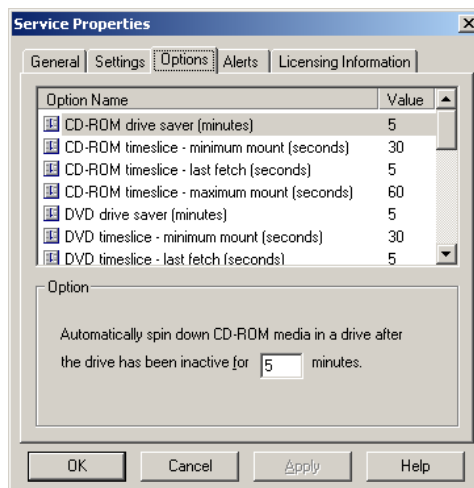 Service Properties
General Settings Options Alerts Licensing Information
Option Name Value
CD-ROM drive saver (minutes) 5
CD-ROM timeslice - minimum mount (seconds) 30
CD-ROM timeslice - last fetch (seconds) 5
CD-ROM timeslice - maximum mount (seconds) 60
DVD drive saver (minutes) 5
DVD timeslice - minimum mount (seconds) 30
DVD timeslice - last fetch (seconds) 5
Option
Automatically spin down CD-ROM media in a drive after
the drive has been inactive for 5 minutes.
OK Cancel Apply Help